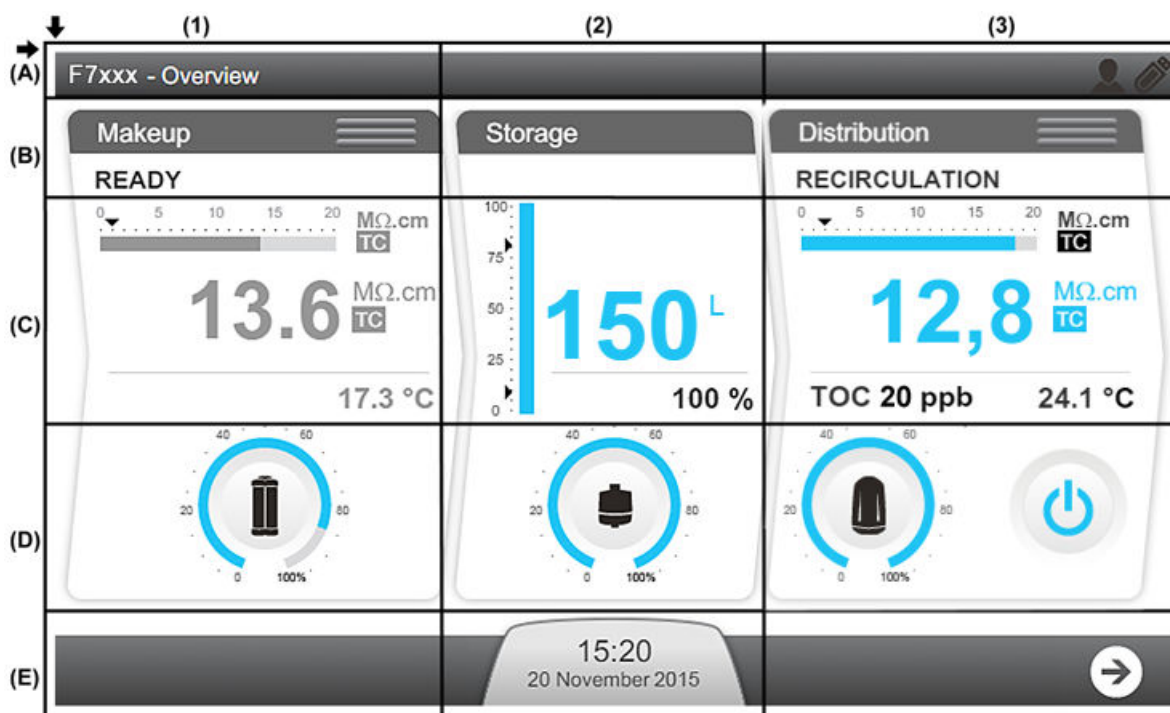 (1) (2) (3)
(A) F7xxx - Overview
(B) Makeup Storage Distribution
READY RECIRCULATION
0 5 10 15 20 MΩ.cm 100 0 5 10 15 20 MΩ.cm
TC 75 TC
(C) 13.6 MΩ.cm TC 50 150 L 12,8 MΩ.cm TC
25
17.3 °C 0 100 % TOC 20 ppb 24.1 °C
40 60 40 60 40 60
20 80 20 80 20 80
(D)
0 100% 0 100% 0 100%
15:20
(E) 20 November 2015